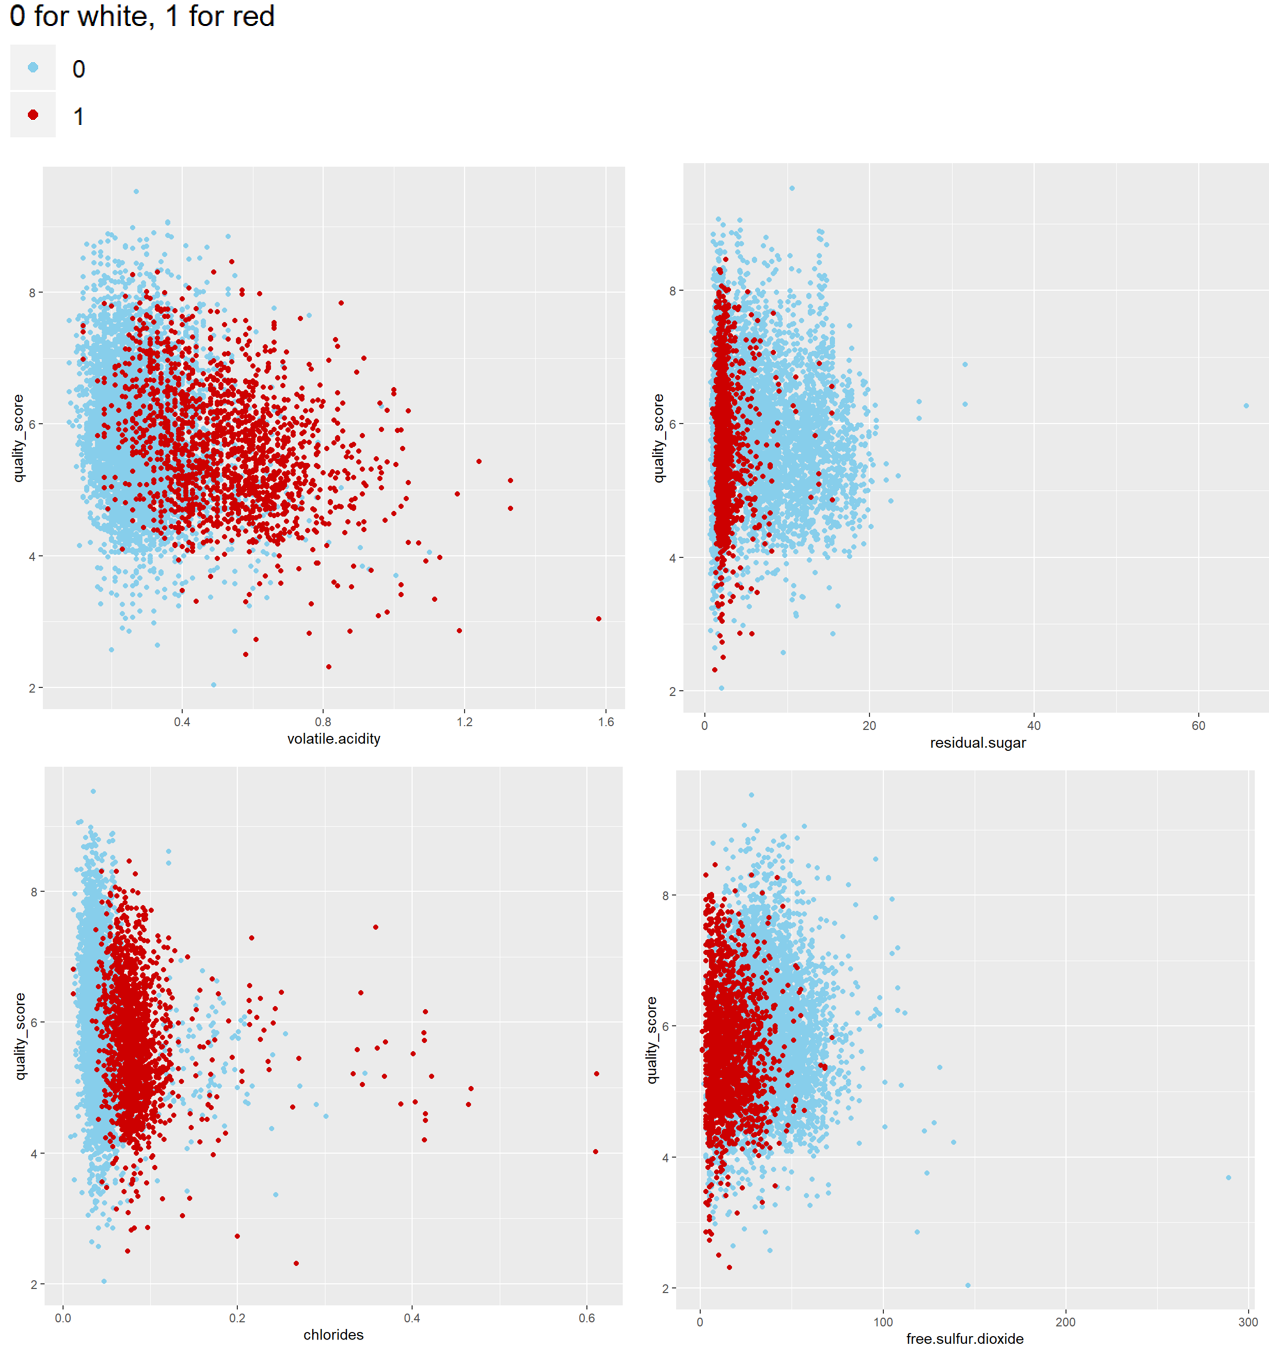 0 for white, 1 for red
0
1
quality_score
8
6
4
2
0.4 0.8 1.2 1.6
volatile.acidity
quality_score
8
6
4
2
0 20 40 60
residual.sugar
quality_score
8
6
4
2
0.0 0.2 0.4 0.6
chlorides
quality_score
8
6
4
2
0 100 200 300
free.sulfur.dioxide